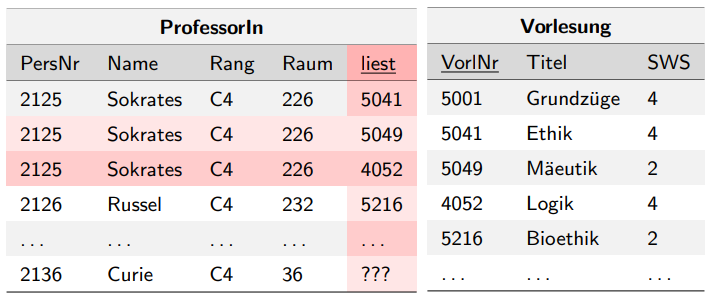 ProfessorIn
PersNr Name Rang Raum liest
2125 Sokrates C4 226 5041
2125 Sokrates C4 226 5049
2125 Sokrates C4 226 4052
2126 Russel C4 232 5216
... ... ... ... ...
2136 Curie C4 36 ???
Vorlesung
VorlNr Titel SWS
5001 Grundzüge 4
5041 Ethik 4
5049 Mäeutik 2
4052 Logik 4
5216 Bioethik 2
... ... ...